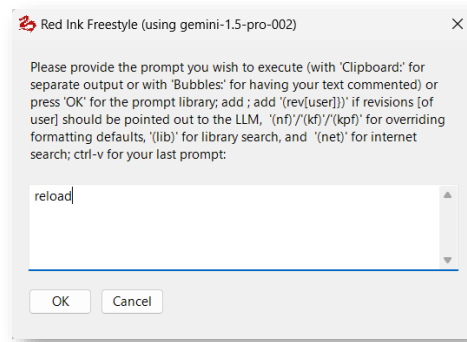 Red Ink Freestyle (using gemini-1.5-pro-002)
Please provide the prompt you wish to execute (with 'Clipboard:' for
separate output or with 'Bubbles:' for having your text commented) or
press 'OK' for the prompt library; add ; add '(rev[user]})' if revisions [of
user] should be pointed out to the LLM,  '(nf)'/'(kf)'/'(kpf)' for overriding
formatting defaults, '(lib)' for library search, and  '(net)' for internet
search; ctrl-v for your last prompt:
reload
OK Cancel